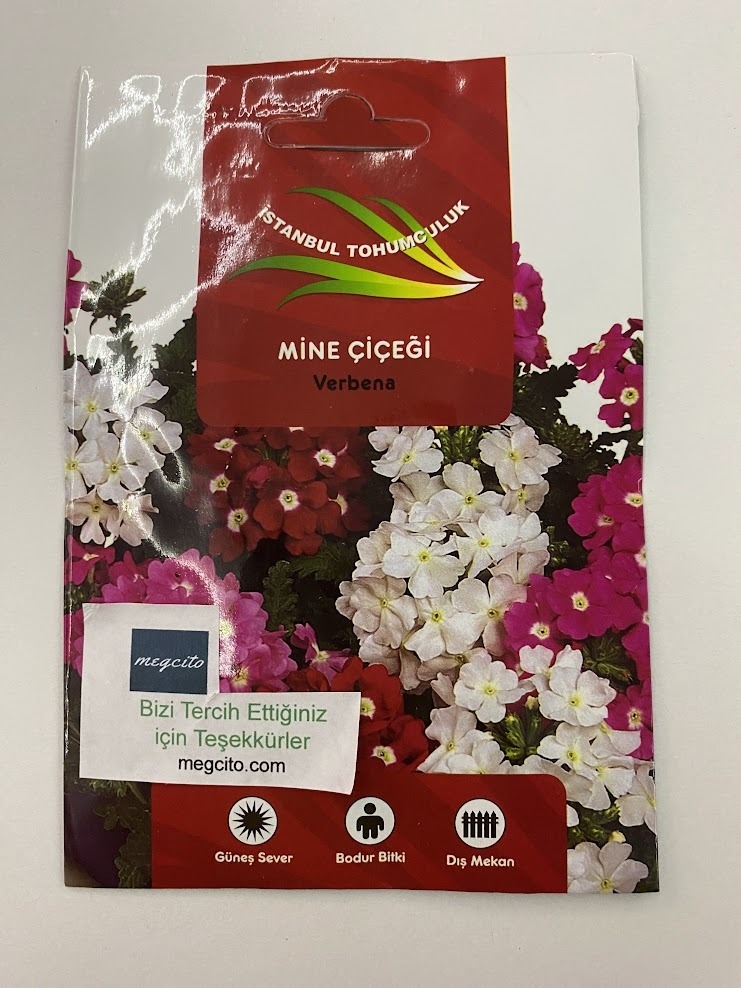 İSTANBUL TOHUMCULUK
MİNE ÇİÇEĞİ
Verbena
megcito
Bizi Tercih Ettiğiniz
için Teşekkürler
megcito.com
Güneş Sever
Bodur Bitki
Dış Mekan